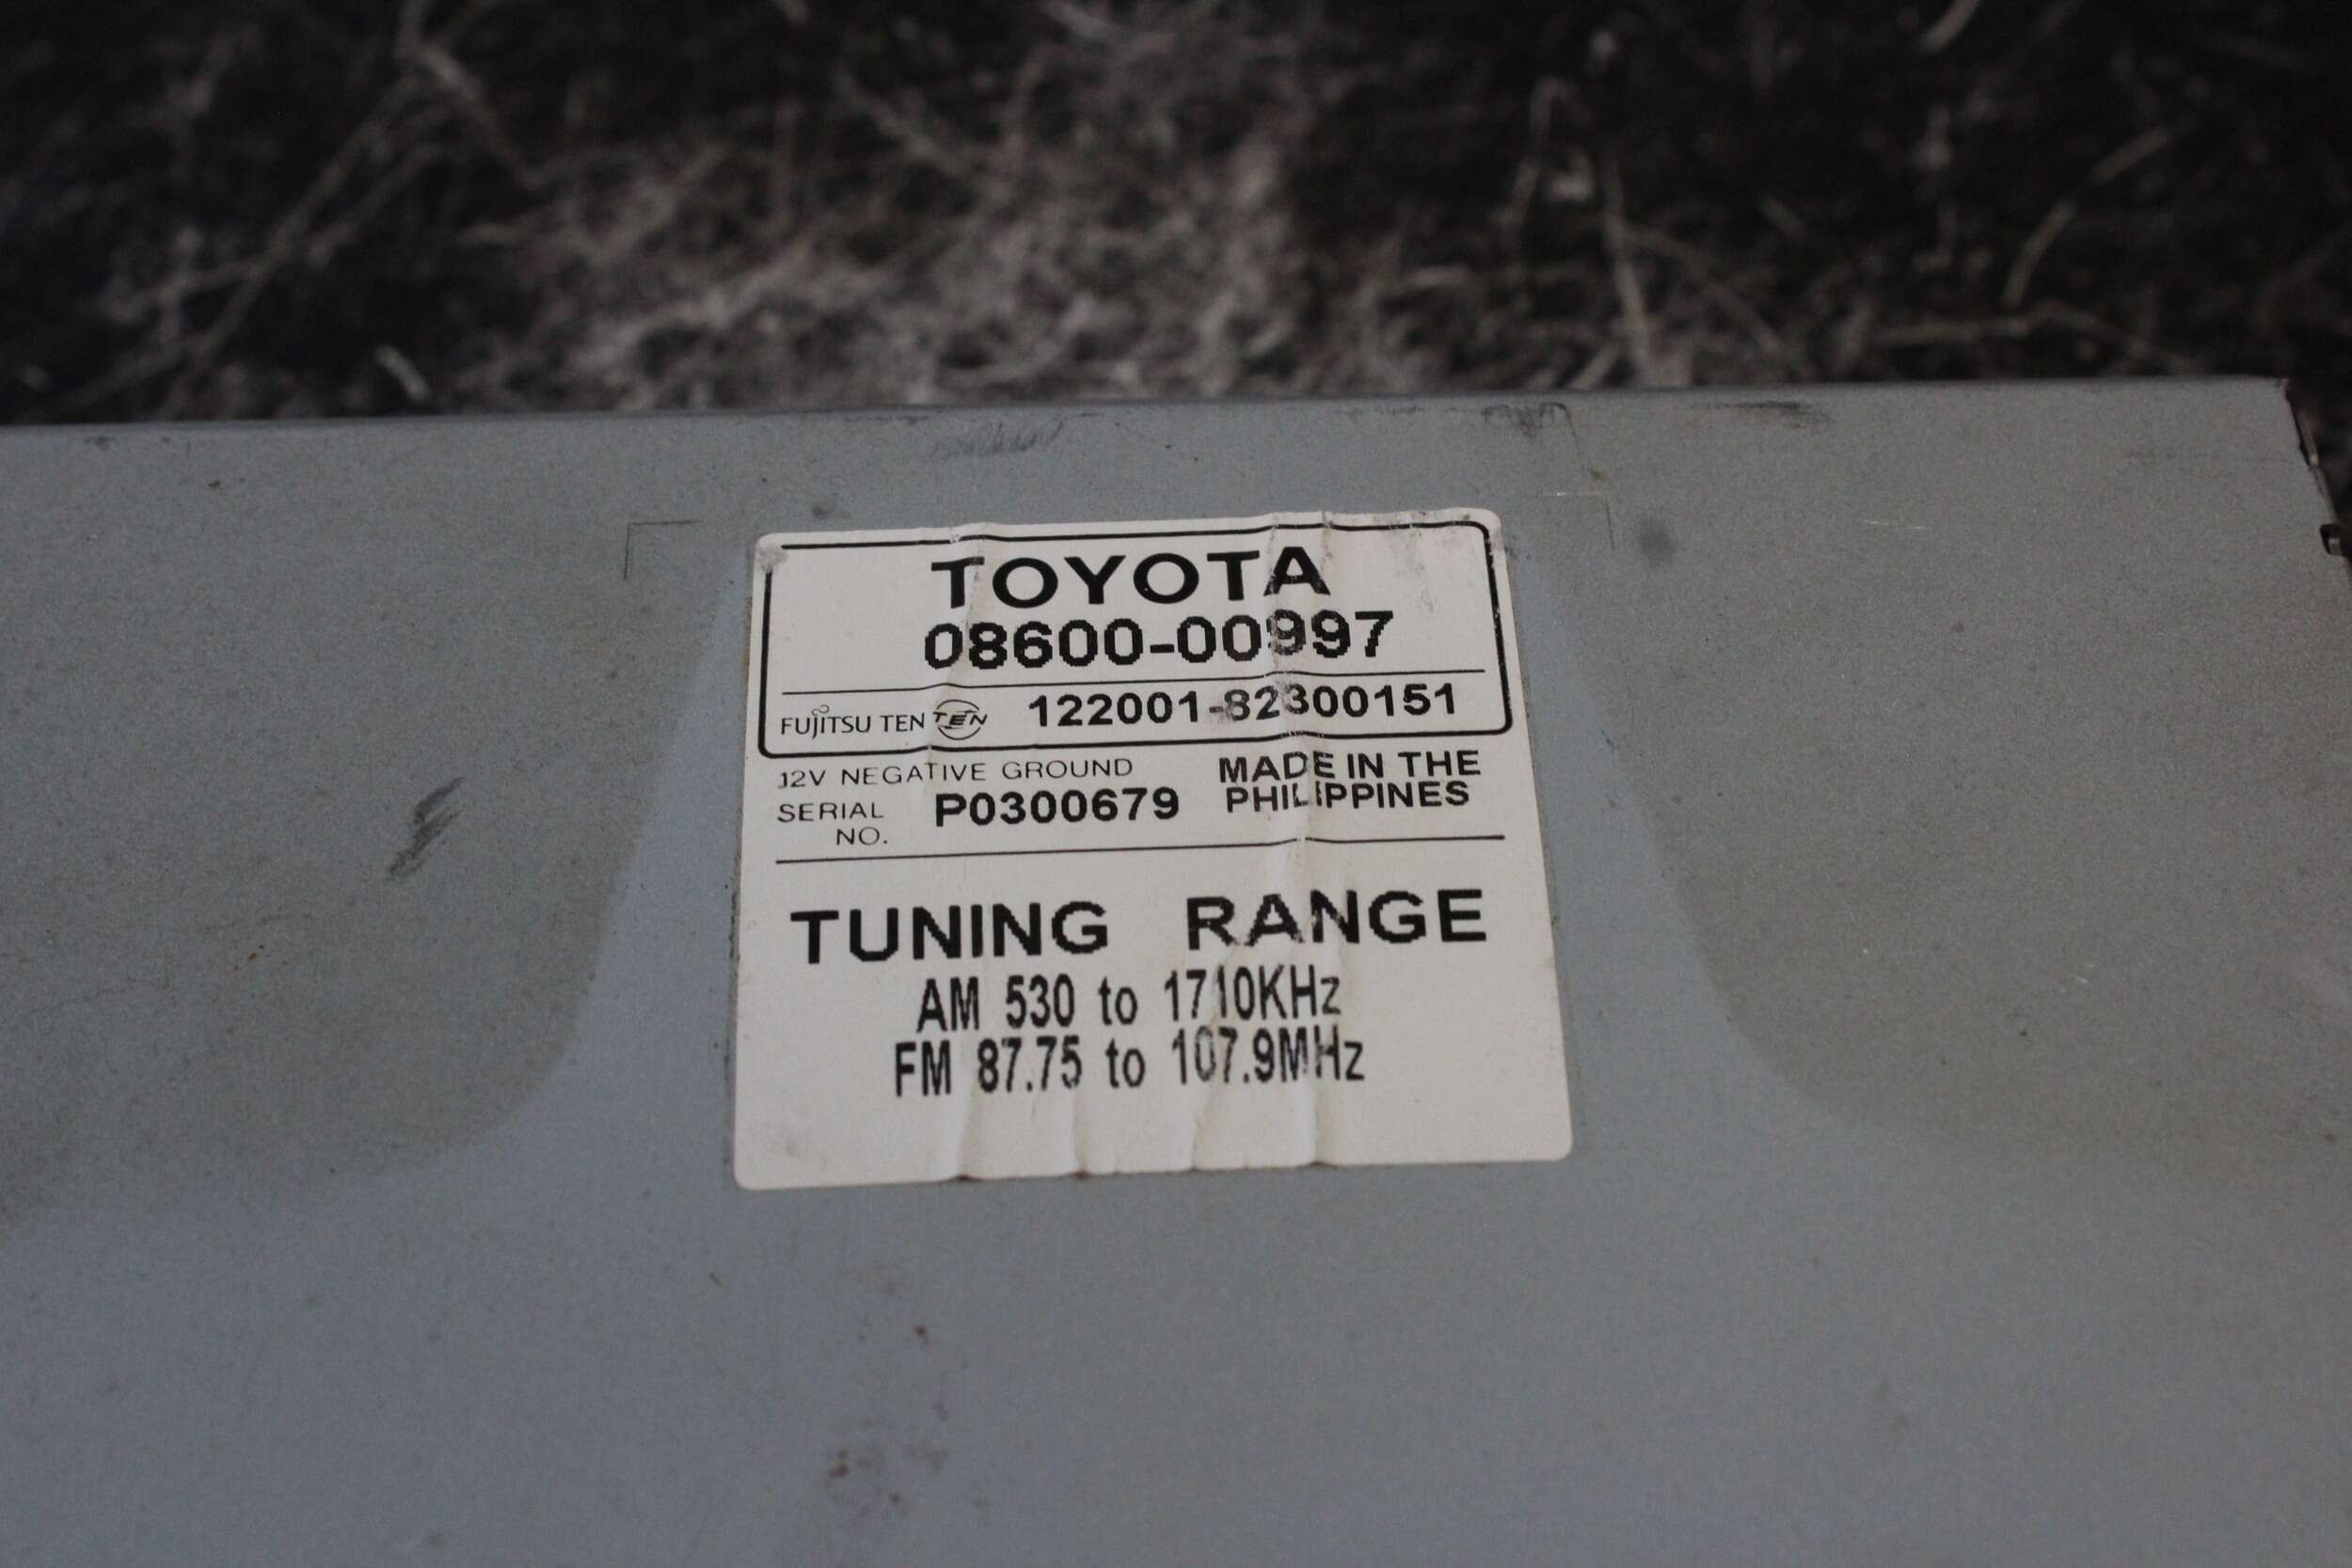 TOYOTA
08600-00997
FUJITSU TEN TEN 122001-82300151
12V NEGATIVE GROUND MADE IN THE
SERIAL P0300679 PHILIPPINES
NO.
TUNING RANGE
AM 530 to 1710KHz
FM 87.75 to 107.9MHz